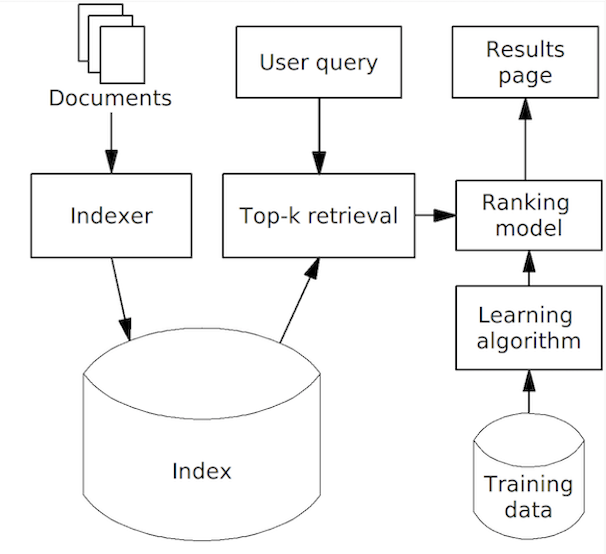 Documents
User query
Results
page
Indexer
Top-k retrieval
Ranking
model
Learning
algorithm
Index
Training
data